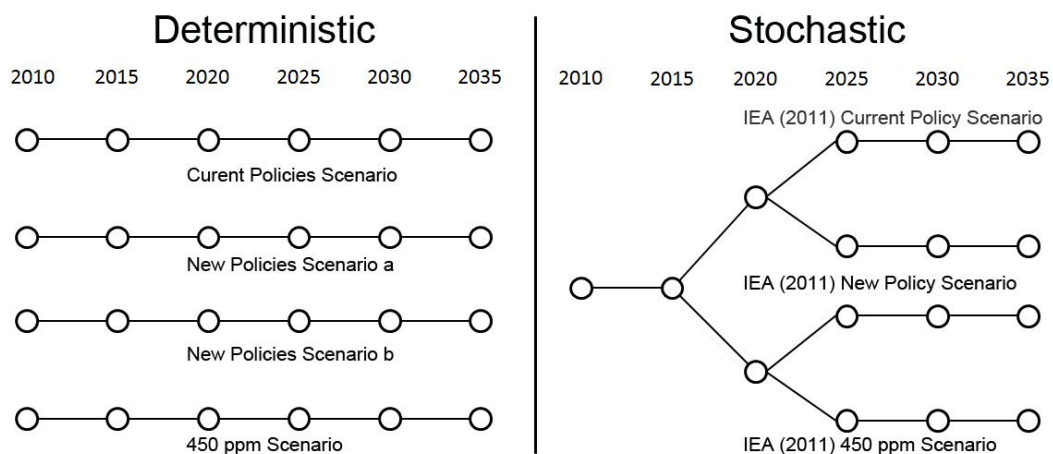 Deterministic
2010 2015 2020 2025 2030 2035
Curent Policies Scenario
New Policies Scenario a
New Policies Scenario b
450 ppm Scenario
Stochastic
2010 2015 2020 2025 2030 2035
IEA (2011) Current Policy Scenario
IEA (2011) New Policy Scenario
IEA (2011) 450 ppm Scenario